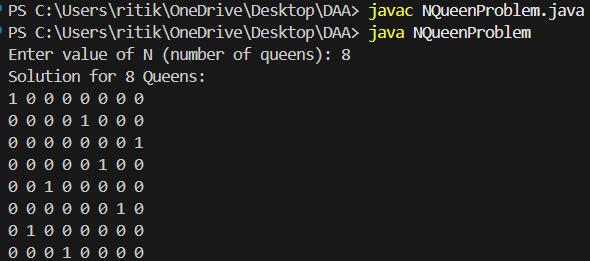 PS C:\Users\ritik\OneDrive\Desktop\DAA> javac NQueenProblem.java
PS C:\Users\ritik\OneDrive\Desktop\DAA> java NQueenProblem
Enter value of N (number of queens): 8
Solution for 8 Queens:
1 0 0 0 0 0 0 0
0 0 0 0 1 0 0 0
0 0 0 0 0 0 0 1
0 0 0 0 0 1 0 0
0 0 1 0 0 0 0 0
0 0 0 0 0 0 1 0
0 1 0 0 0 0 0 0
0 0 0 1 0 0 0 0